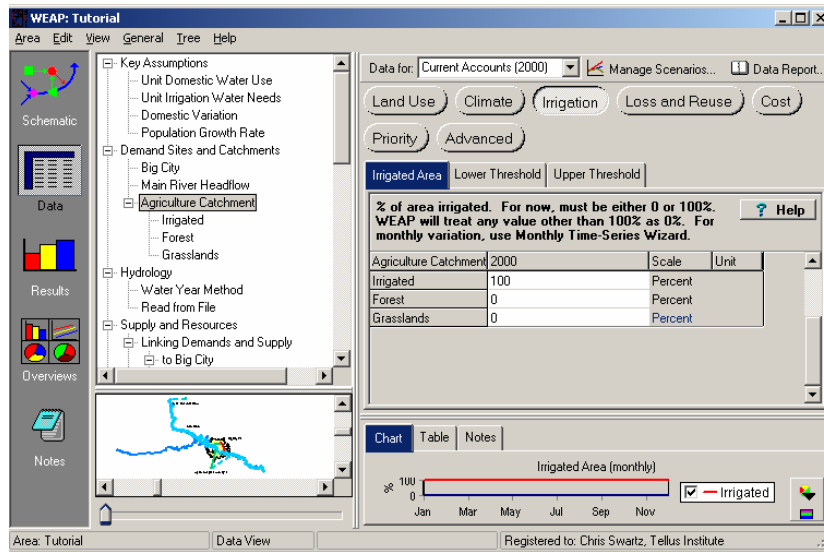 WEAP: Tutorial
Area Edit View General Tree Help
Schematic
Data
Results
Overviews
Notes
Key Assumptions
Unit Domestic Water Use
Unit Irrigation Water Needs
Domestic Variation
Population Growth Rate
Demand Sites and Catchments
Big City
Main River Headflow
Agriculture Catchment
Irrigated
Forest
Grasslands
Hydrology
Water Year Method
Read from File
Supply and Resources
Linking Demands and Supply
to Big City
Data for: Current Accounts (2000) Manage Scenarios... Data Report..
Land Use Climate Irrigation Loss and Reuse Cost
Priority Advanced
Irrigated Area Lower Threshold Upper Threshold
% of area irrigated. For now, must be either 0 or 100%.
WEAP will treat any value other than 100% as 0%. For
monthly variation, use Monthly Time-Series Wizard.
? Help
Agriculture Catchment 2000 Scale Unit
Irrigated 100 Percent
Forest 0 Percent
Grasslands 0 Percent
Chart Table Notes
Irrigated Area (monthly)
%
100
0
Jan Mar May Jul Sep Nov
Irrigated
Area: Tutorial Data View Registered to: Chris Swartz, Tellus Institute